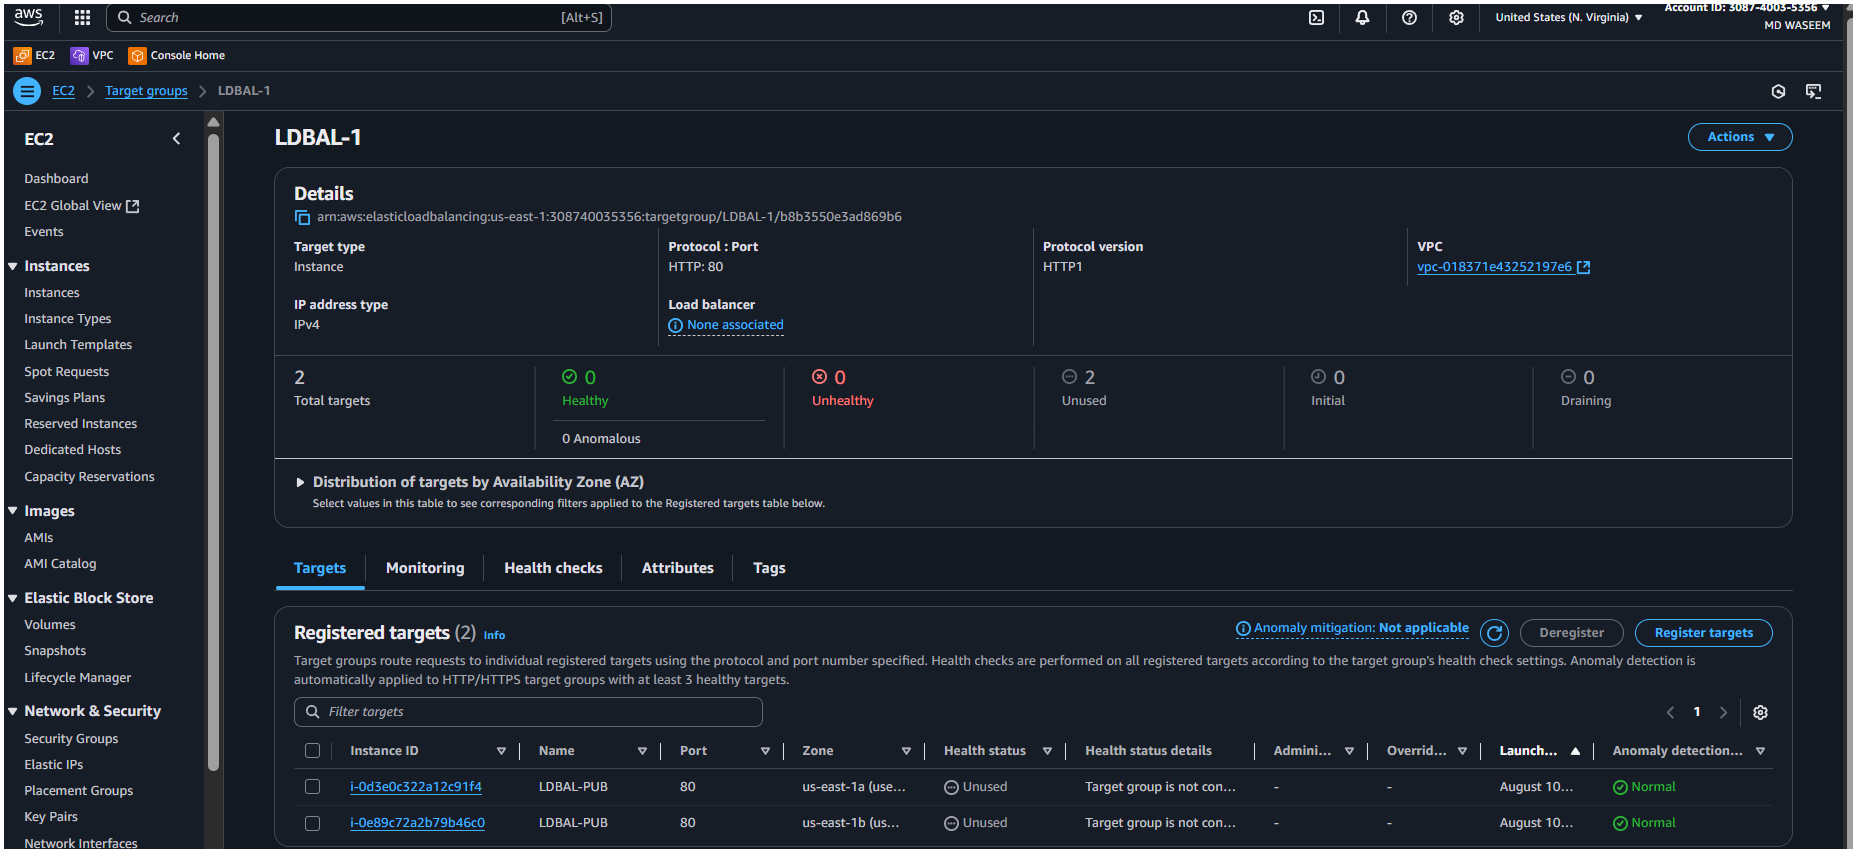 aws
Search [Alt+S]
United States (N. Virginia)
Account ID: 3087-4003-5356
MD WASEEM
EC2 VPC Console Home
EC2 Target groups LDBAL-1
EC2
Dashboard
EC2 Global View
Events
Instances
Instances
Instance Types
Launch Templates
Spot Requests
Savings Plans
Reserved Instances
Dedicated Hosts
Capacity Reservations
Images
AMIs
AMI Catalog
Elastic Block Store
Volumes
Snapshots
Lifecycle Manager
Network & Security
Security Groups
Elastic IPs
Placement Groups
Key Pairs
Network Interfaces
LDBAL-1
Actions
Details
arn:aws:elasticloadbalancing:us-east-1:308740035356:targetgroup/LDBAL-1/b8b3550e3ad869b6
Target type
Instance
Protocol : Port
HTTP: 80
Protocol version
HTTP1
VPC
vpc-018371e43252197e6
IP address type
IPv4
Load balancer
None associated
2
Total targets
0
Healthy
0 Anomalous
0
Unhealthy
2
Unused
0
Initial
0
Draining
Distribution of targets by Availability Zone (AZ)
Select values in this table to see corresponding filters applied to the Registered targets table below.
Targets Monitoring Health checks Attributes Tags
Registered targets (2) Info
Anomaly mitigation: Not applicable
Deregister
Register targets
Target groups route requests to individual registered targets using the protocol and port number specified. Health checks are performed on all registered targets according to the target group's health check settings. Anomaly detection is
automatically applied to HTTP/HTTPS target groups with at least 3 healthy targets.
Filter targets
1
Instance ID Name Port Zone Health status Health status details Admini... Overrid... Launch... Anomaly detection...
i-0d3e0c322a12c91f4 LDBAL-PUB 80 us-east-1a (use... Unused Target group is not con... - - August 10... Normal
i-0e89c72a2b79b46c0 LDBAL-PUB 80 us-east-1b (us... Unused Target group is not con... - - August 10... Normal